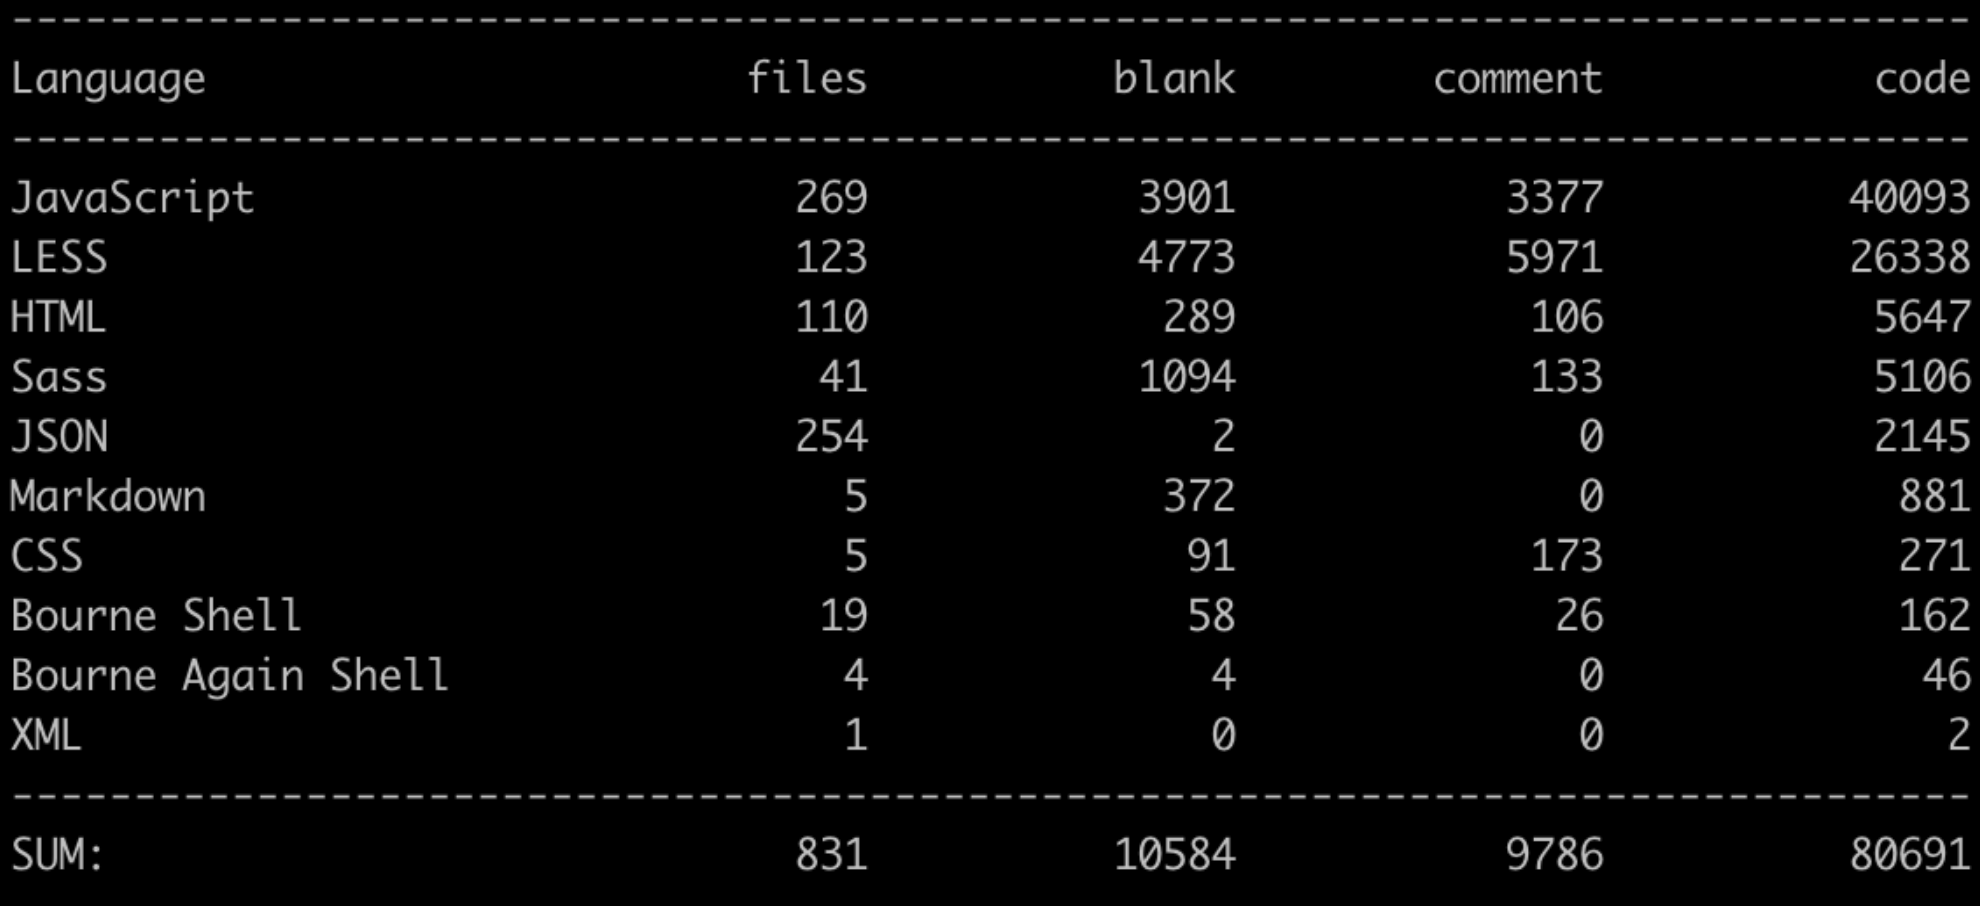 --------------------------------------------------------------------------------
Language                      files          blank        comment           code
--------------------------------------------------------------------------------
JavaScript                      269           3901           3377          40093
LESS                            123           4773           5971          26338
HTML                            110            289            106           5647
Sass                             41           1094            133           5106
JSON                            254              2              0           2145
Markdown                          5            372              0            881
CSS                               5             91            173            271
Bourne Shell                     19             58             26            162
Bourne Again Shell                4              4              0             46
XML                               1              0              0              2
--------------------------------------------------------------------------------
SUM:                            831          10584           9786          80691